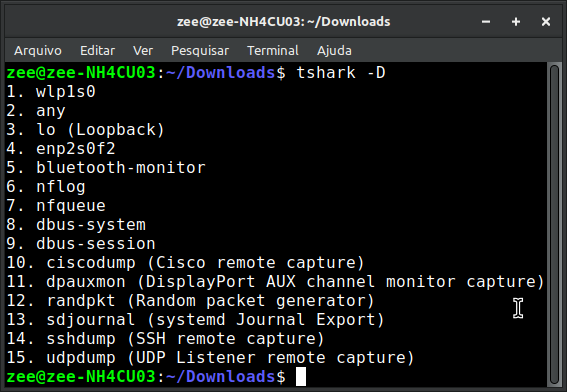 zee@zee-NH4CU03: ~/Downloads
Arquivo Editar Ver Pesquisar Terminal Ajuda
zee@zee-NH4CU03:~/Downloads$ tshark -D
1. wlp1s0
2. any
3. lo (Loopback)
4. enp2s0f2
5. bluetooth-monitor
6. nflog
7. nfqueue
8. dbus-system
9. dbus-session
10. ciscodump (Cisco remote capture)
11. dpauxmon (DisplayPort AUX channel monitor capture)
12. randpkt (Random packet generator)
13. sdjournal (systemd Journal Export)
14. sshdump (SSH remote capture)
15. udpdump (UDP Listener remote capture)
zee@zee-NH4CU03:~/Downloads$